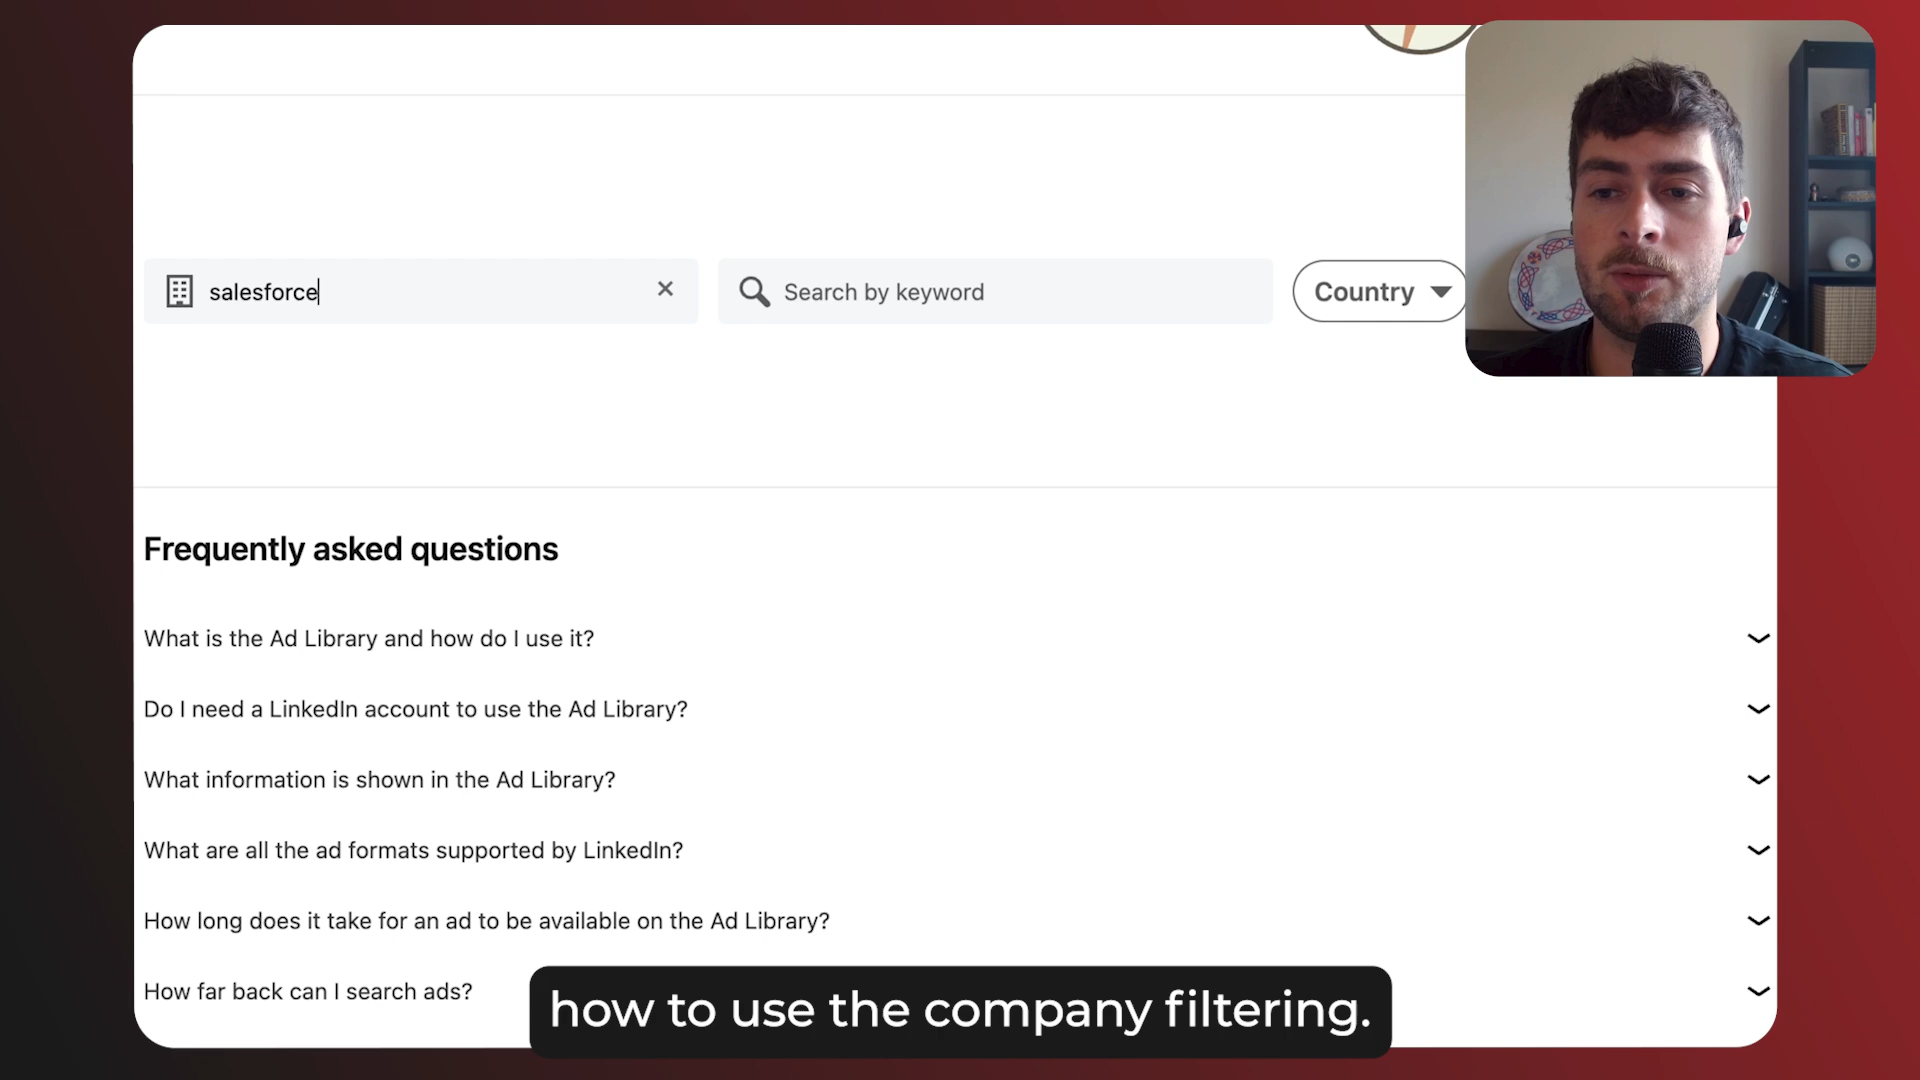 salesforce
Search by keyword
Country
Frequently asked questions
What is the Ad Library and how do I use it?
Do I need a LinkedIn account to use the Ad Library?
What information is shown in the Ad Library?
What are all the ad formats supported by LinkedIn?
How long does it take for an ad to be available on the Ad Library?
How far back can I search ads?
how to use the company filtering.